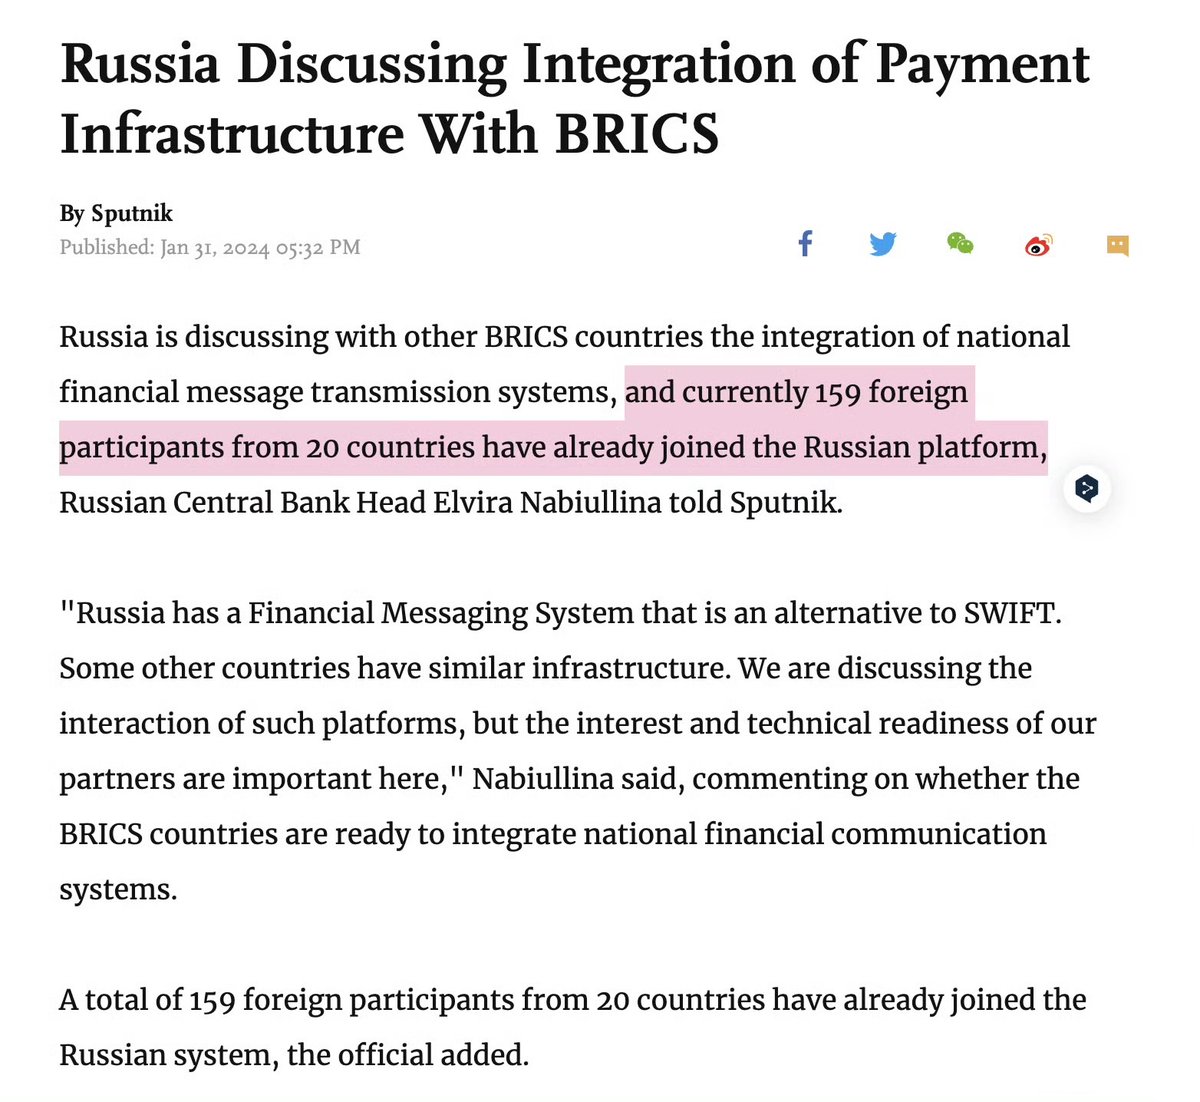 Russia Discussing Integration of Payment
Infrastructure With BRICS
By Sputnik
Published: Jan 31, 2024 05:32 PM
Russia is discussing with other BRICS countries the integration of national
financial message transmission systems, and currently 159 foreign
participants from 20 countries have already joined the Russian platform,
Russian Central Bank Head Elvira Nabiullina told Sputnik.
"Russia has a Financial Messaging System that is an alternative to SWIFT.
Some other countries have similar infrastructure. We are discussing the
interaction of such platforms, but the interest and technical readiness of our
partners are important here," Nabiullina said, commenting on whether the
BRICS countries are ready to integrate national financial communication
systems.
A total of 159 foreign participants from 20 countries have already joined the
Russian system, the official added.